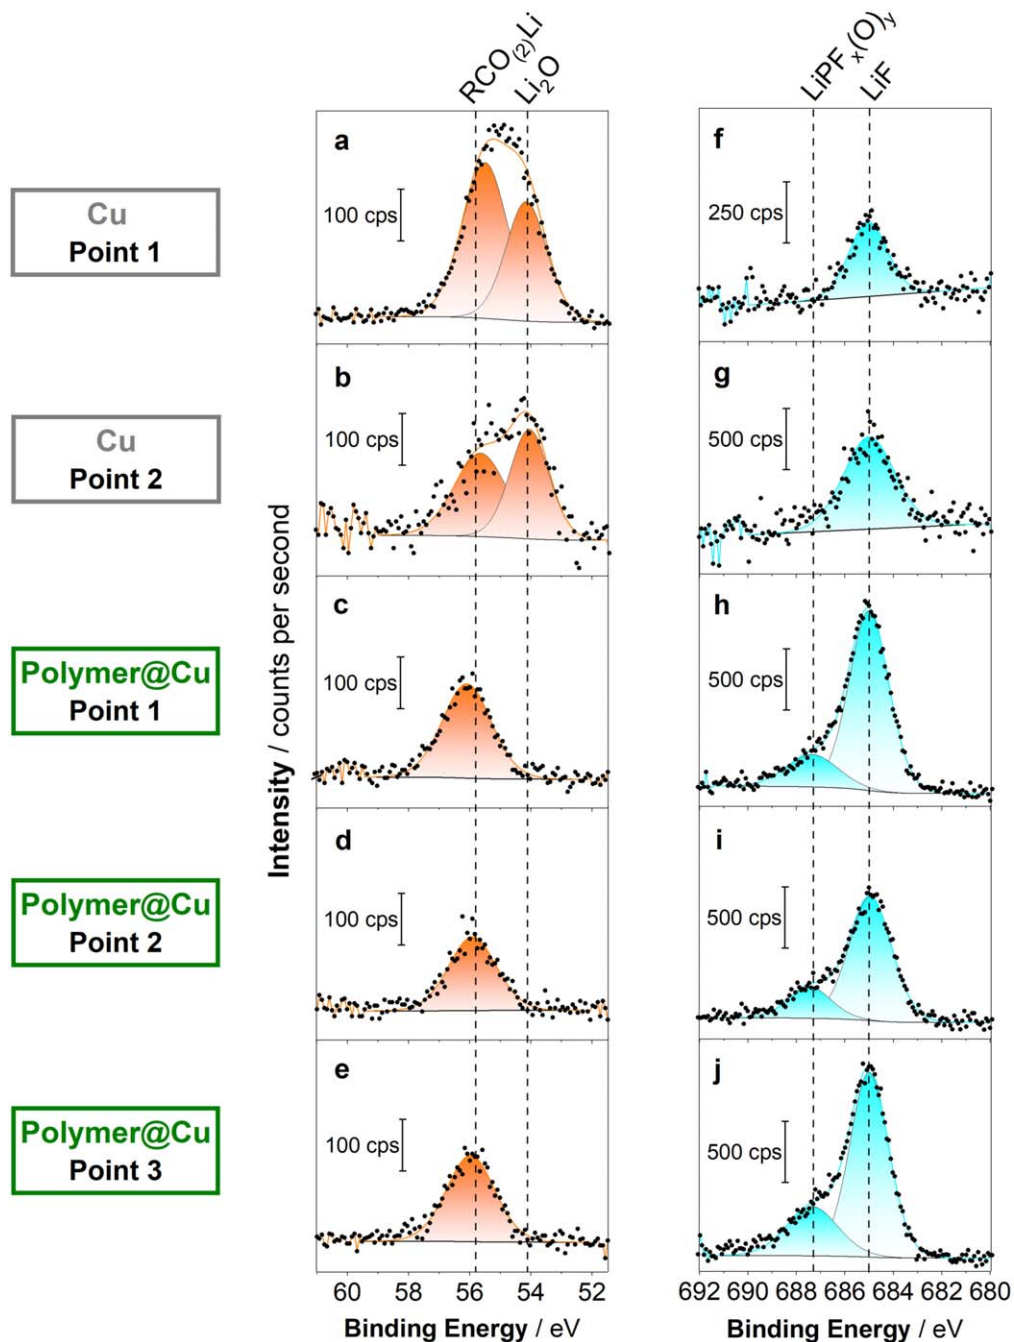 RCO(2)Li
Li2O
LiPFx(O)y
LiF
Cu
Point 1
a
100 cps
f
250 cps
Cu
Point 2
b
100 cps
g
500 cps
Polymer@Cu
Point 1
c
100 cps
h
500 cps
Polymer@Cu
Point 2
d
100 cps
i
500 cps
Polymer@Cu
Point 3
e
100 cps
j
500 cps
Intensity / counts per second
60 58 56 54 52
692 690 688 686 684 682 680
Binding Energy / eV
Binding Energy / eV